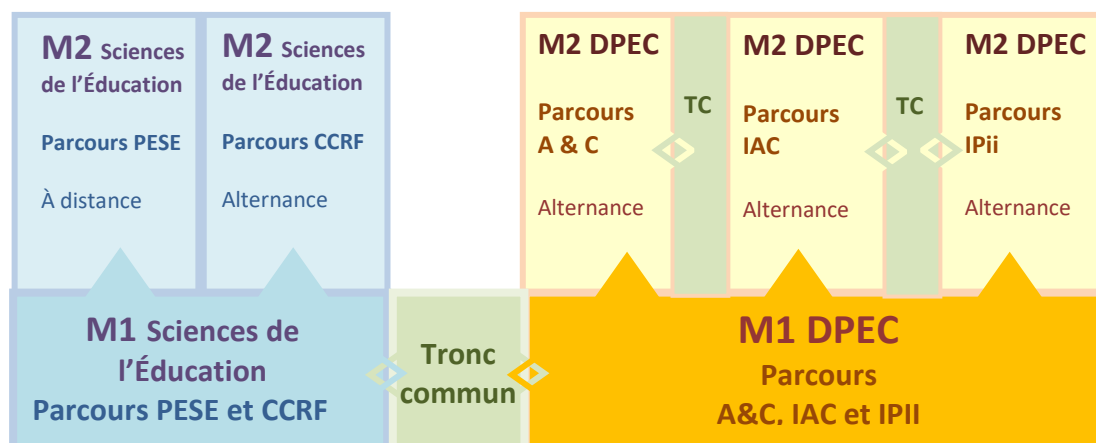 M2 Sciences
de l'Éducation
Parcours PESE
À distance
M2 Sciences
de l'Éducation
Parcours CCRF
Alternance
M2 DPEC
Parcours
A & C
Alternance
TC
M2 DPEC
Parcours
IAC
Alternance
TC
M2 DPEC
Parcours
IPii
Alternance
M1 Sciences de
l'Éducation
Parcours PESE et CCRF
Tronc
commun
M1 DPEC
Parcours
A&C, IAC et IPII